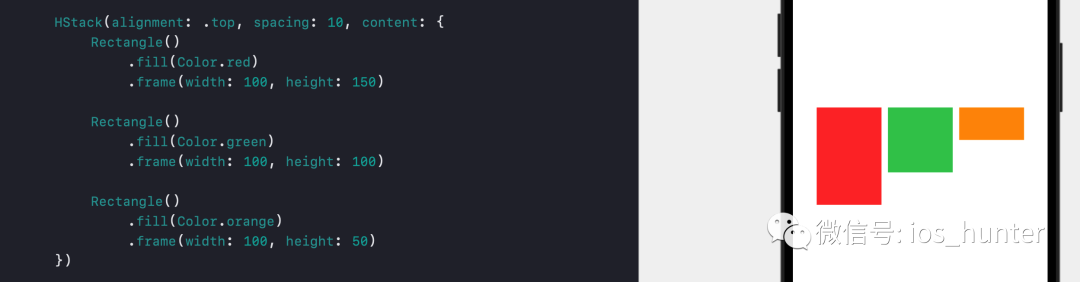 HStack(alignment: .top, spacing: 10, content: {
    Rectangle()
        .fill(Color.red)
        .frame(width: 100, height: 150)

    Rectangle()
        .fill(Color.green)
        .frame(width: 100, height: 100)

    Rectangle()
        .fill(Color.orange)
        .frame(width: 100, height: 50)
})
微信号: ios_hunter